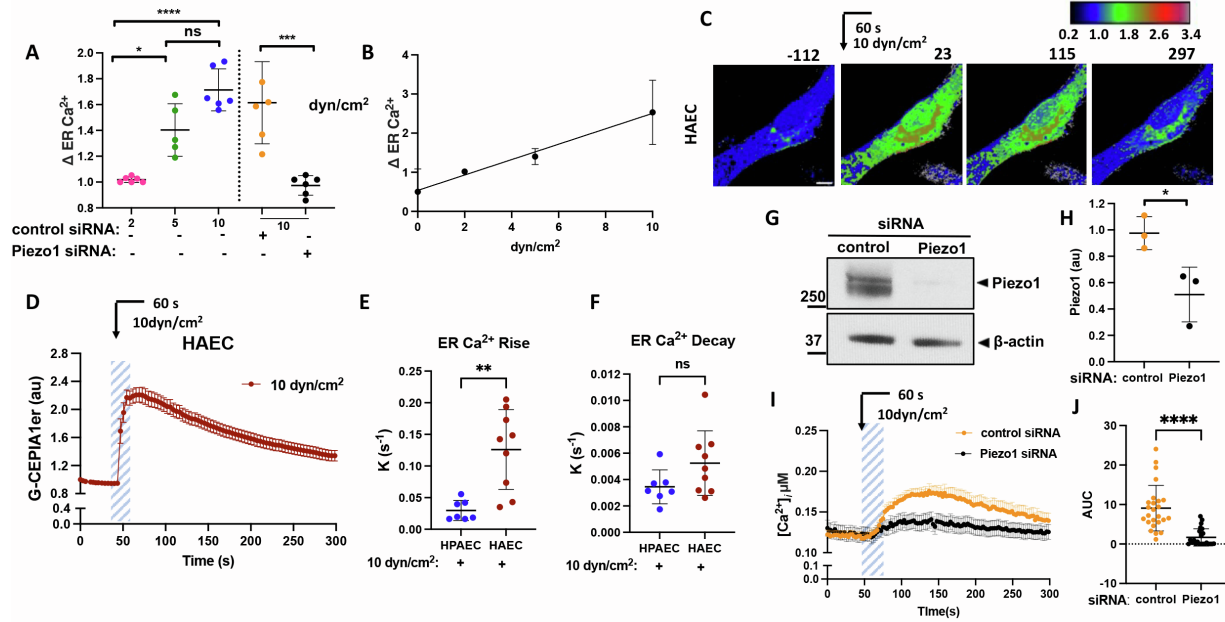 A
****
ns
*
***
Δ ER Ca²⁺
2.0
1.8
1.6
1.4
1.2
1.0
0.8
dyn/cm²
2
5
10
10
control siRNA: - - - + -
Piezo1 siRNA: - - - - +
B
Δ ER Ca²⁺
4
3
2
1
0
0 2 4 6 8 10
dyn/cm²
C
60 s
10 dyn/cm²
0.2 1.0 1.8 2.6 3.4
-112
23
115
297
HAEC
D
60 s
10dyn/cm²
HAEC
10 dyn/cm²
G-CEPIA1er (au)
2.8
2.4
2.0
1.6
1.2
0.8
0.4
0.0
0 50 100 150 200 250 300
Time (s)
E
ER Ca²⁺ Rise
**
K (s⁻¹)
0.25
0.20
0.15
0.10
0.05
0.00
HPAEC HAEC
10 dyn/cm²: + +
F
ER Ca²⁺ Decay
ns
K (s⁻¹)
0.012
0.010
0.008
0.006
0.004
0.002
0.000
HPAEC HAEC
10 dyn/cm²: + +
G
siRNA
control Piezo1
250
Piezo1
37
β-actin
H
*
Piezo1 (au)
1.2
1.0
0.8
0.6
0.4
0.2
0.0
siRNA: control Piezo1
I
60 s
10dyn/cm²
control siRNA
Piezo1 siRNA
[Ca²⁺]i μM
0.25
0.20
0.15
0.10
0.1
0.0
0 50 100 150 200 250 300
TIme(s)
J
****
AUC
30
20
10
0
-10
siRNA: control Piezo1